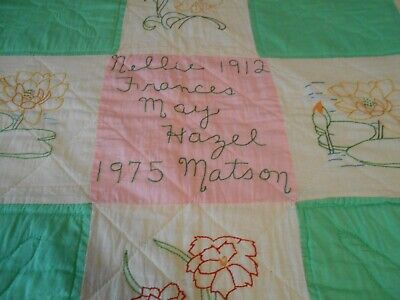 Nellie 1912
Frances
May
Hazel
1975 Matson